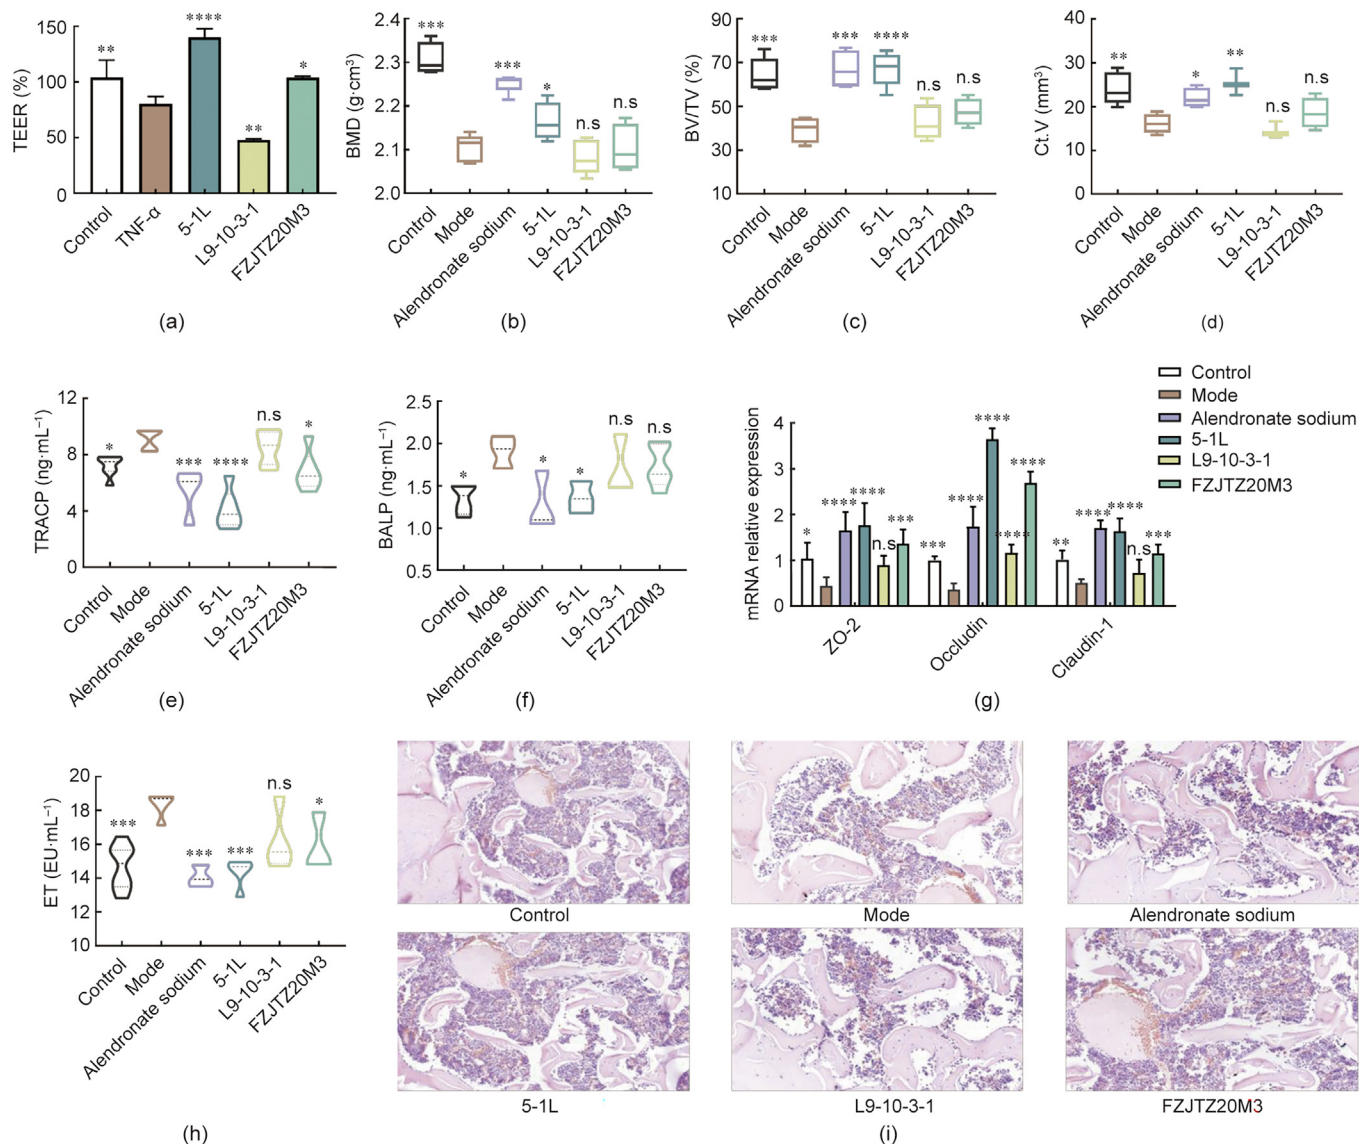 TEER (%)
150
100
50
0
**
****
**
*
Control
TNF-α
5-1L
L9-10-3-1
FZJTZ20M3
(a)
BMD (g·cm³)
2.4
2.3
2.2
2.1
2.0
***
***
*
n.s
n.s
Control
Mode
Alendronate sodium
5-1L
L9-10-3-1
FZJTZ20M3
(b)
BV/TV (%)
90
70
50
30
10
***
***
****
n.s
n.s
Control
Mode
Alendronate sodium
5-1L
L9-10-3-1
FZJTZ20M3
(c)
Ct.V (mm³)
40
30
20
10
0
**
*
**
n.s
n.s
Control
Mode
Alendronate sodium
5-1L
L9-10-3-1
FZJTZ20M3
(d)
TRACP (ng·mL⁻¹)
12
8
4
0
*
***
****
n.s
*
Control
Mode
Alendronate sodium
5-1L
L9-10-3-1
FZJTZ20M3
(e)
BALP (ng·mL⁻¹)
2.5
2.0
1.5
1.0
0.5
*
*
*
n.s
n.s
Control
Mode
Alendronate sodium
5-1L
L9-10-3-1
FZJTZ20M3
(f)
Control
Mode
Alendronate sodium
5-1L
L9-10-3-1
FZJTZ20M3
mRNA relative expression
4
3
2
1
0
*
****
****
n.s
***
***
****
****
****
****
**
****
****
n.s
***
ZO-2
Occludin
Claudin-1
(g)
ET (EU·mL⁻¹)
20
18
16
14
12
10
***
***
***
n.s
*
Control
Mode
Alendronate sodium
5-1L
L9-10-3-1
FZJTZ20M3
(h)
Control
Mode
Alendronate sodium
5-1L
L9-10-3-1
FZJTZ20M3
(i)